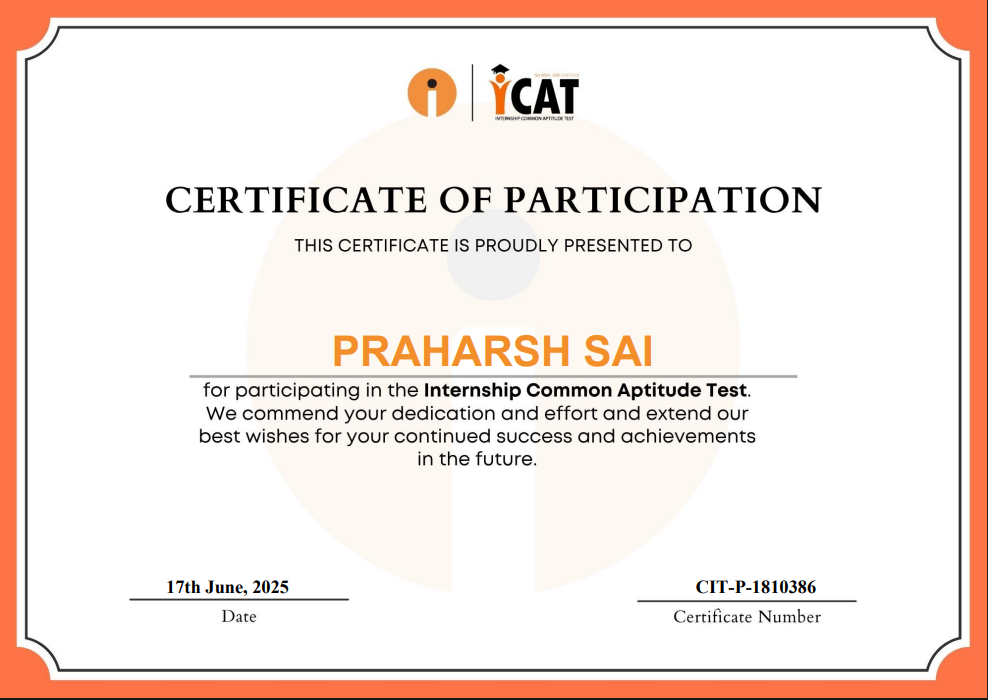 iCAT
INTERNSHIP COMMON APTITUDE TEST
CERTIFICATE OF PARTICIPATION
THIS CERTIFICATE IS PROUDLY PRESENTED TO
PRAHARSH SAI
for participating in the Internship Common Aptitude Test.
We commend your dedication and effort and extend our
best wishes for your continued success and achievements
in the future.
17th June, 2025
CIT-P-1810386
Date
Certificate Number